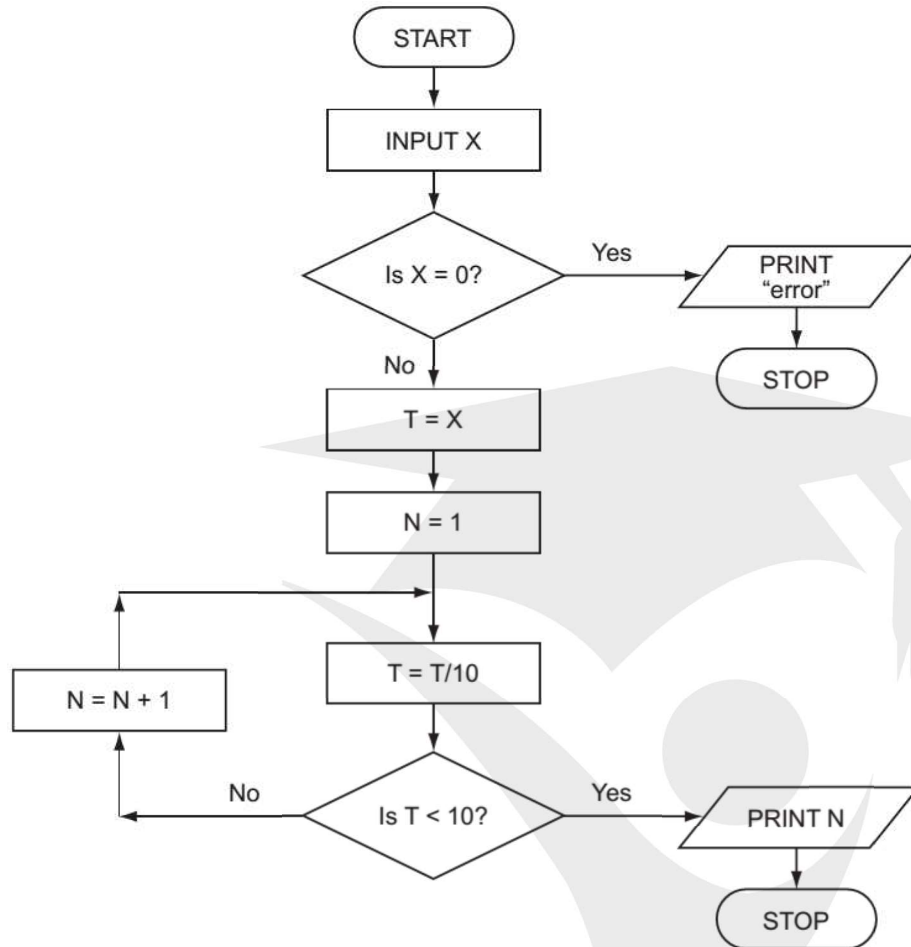 START
INPUT X
Is X = 0?
Yes
PRINT
“error”
STOP
No
T = X
N = 1
T = T/10
N = N + 1
No
Is T < 10?
Yes
PRINT N
STOP